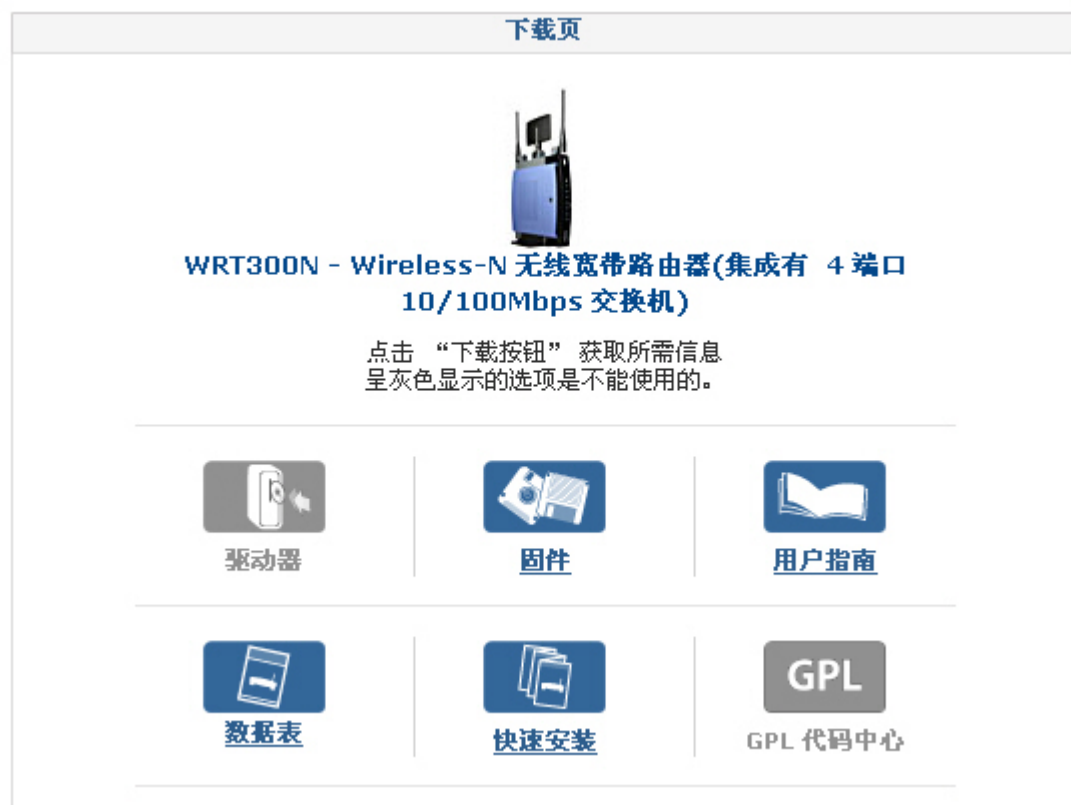 下载页
WRT300N - Wireless-N 无线宽带路由器(集成有 4 端口
10/100Mbps 交换机)
点击 “下载按钮” 获取所需信息
呈灰色显示的选项是不能使用的。
驱动器
固件
用户指南
GPL
数据表
快速安装
GPL 代码中心